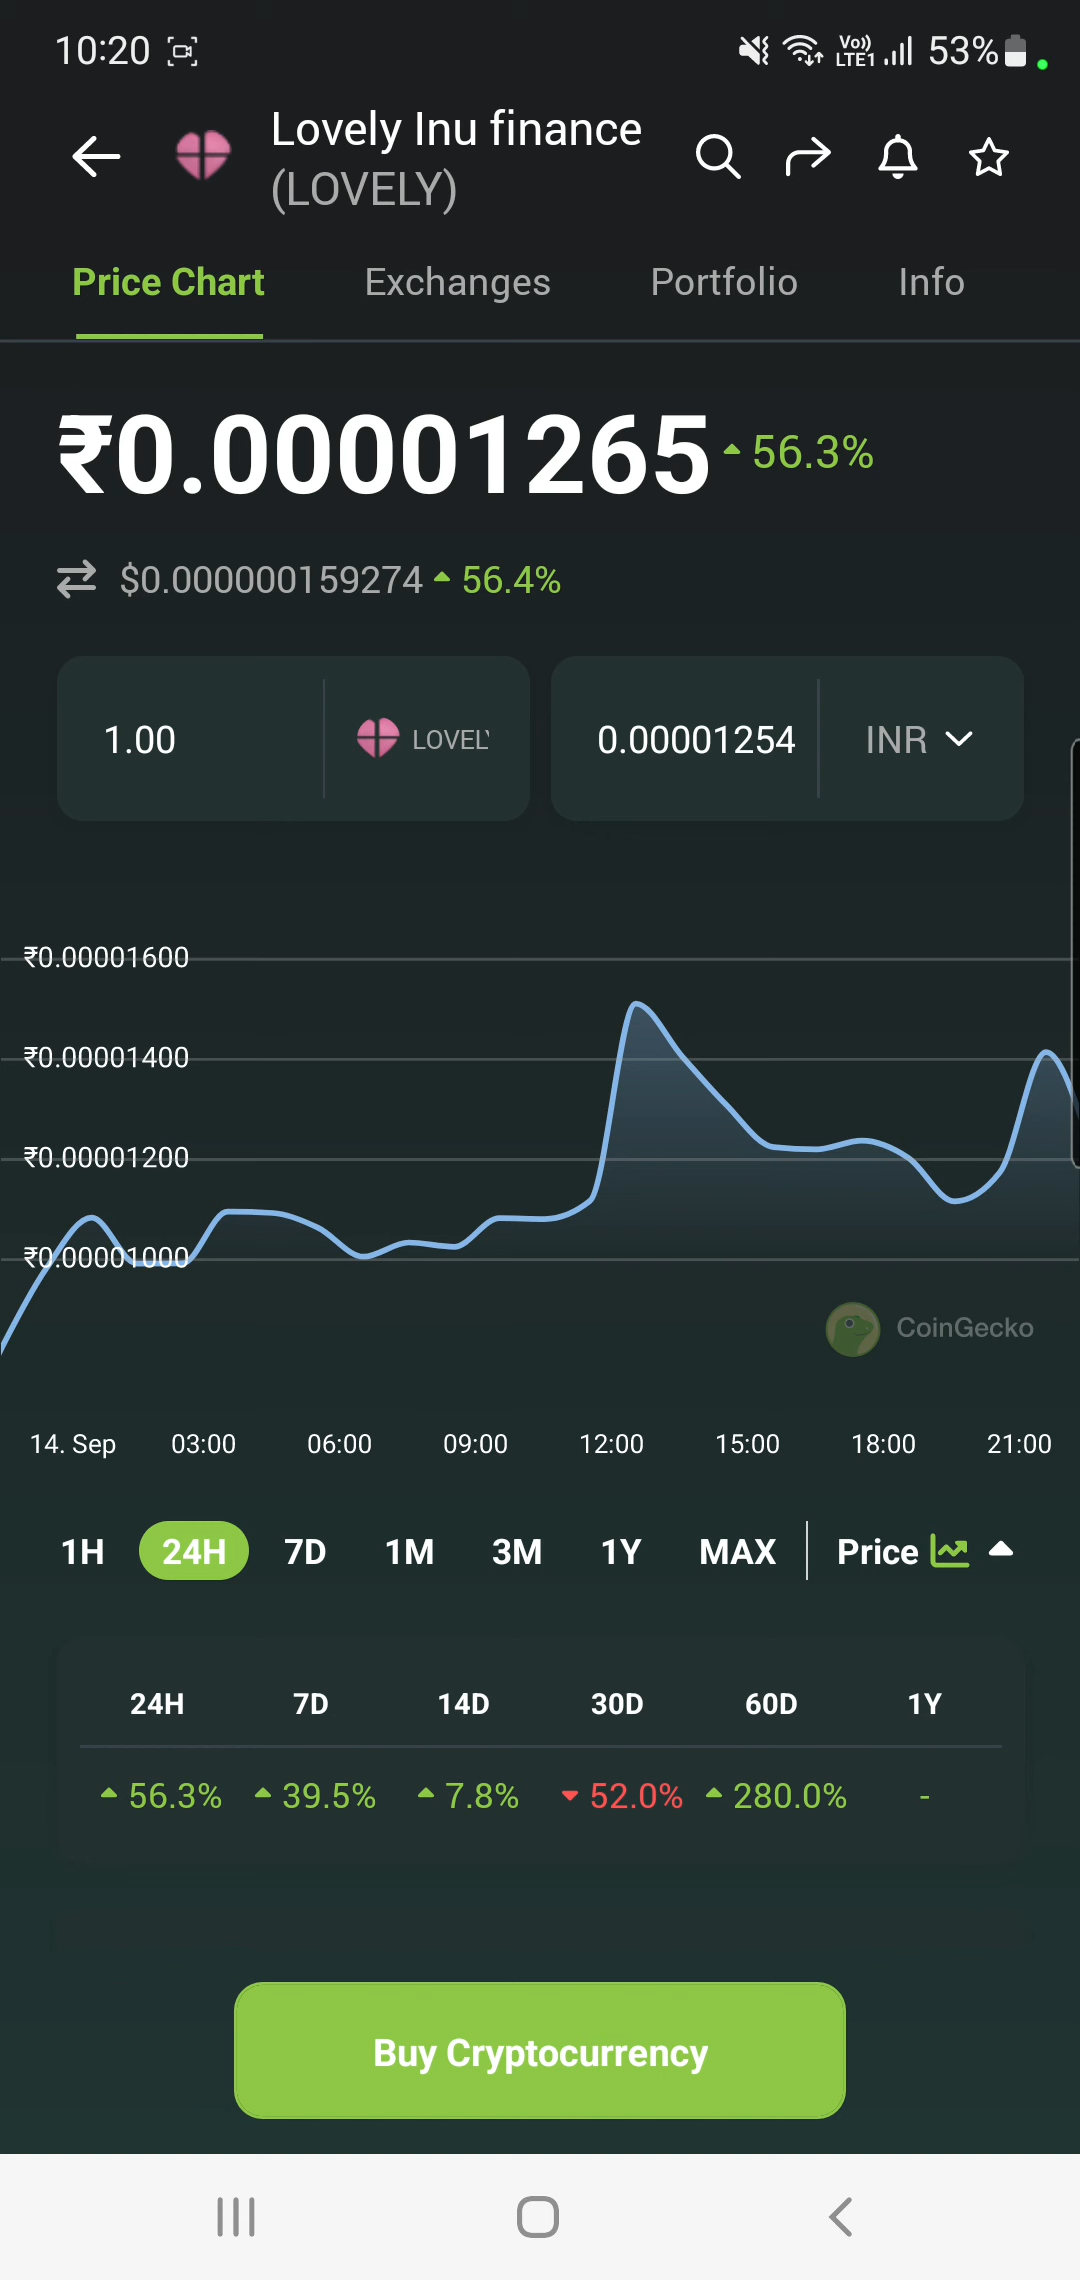 10:20
Vo)) LTE1 53%
Lovely Inu finance
(LOVELY)
Price Chart Exchanges Portfolio Info
₹0.00001265 56.3%
$0.000000159274 56.4%
1.00 LOVELY 0.00001254 INR
₹0.00001600
₹0.00001400
₹0.00001200
₹0.00001000
CoinGecko
14. Sep 03:00 06:00 09:00 12:00 15:00 18:00 21:00
1H 24H 7D 1M 3M 1Y MAX Price
24H 7D 14D 30D 60D 1Y
56.3% 39.5% 7.8% 52.0% 280.0% -
Buy Cryptocurrency